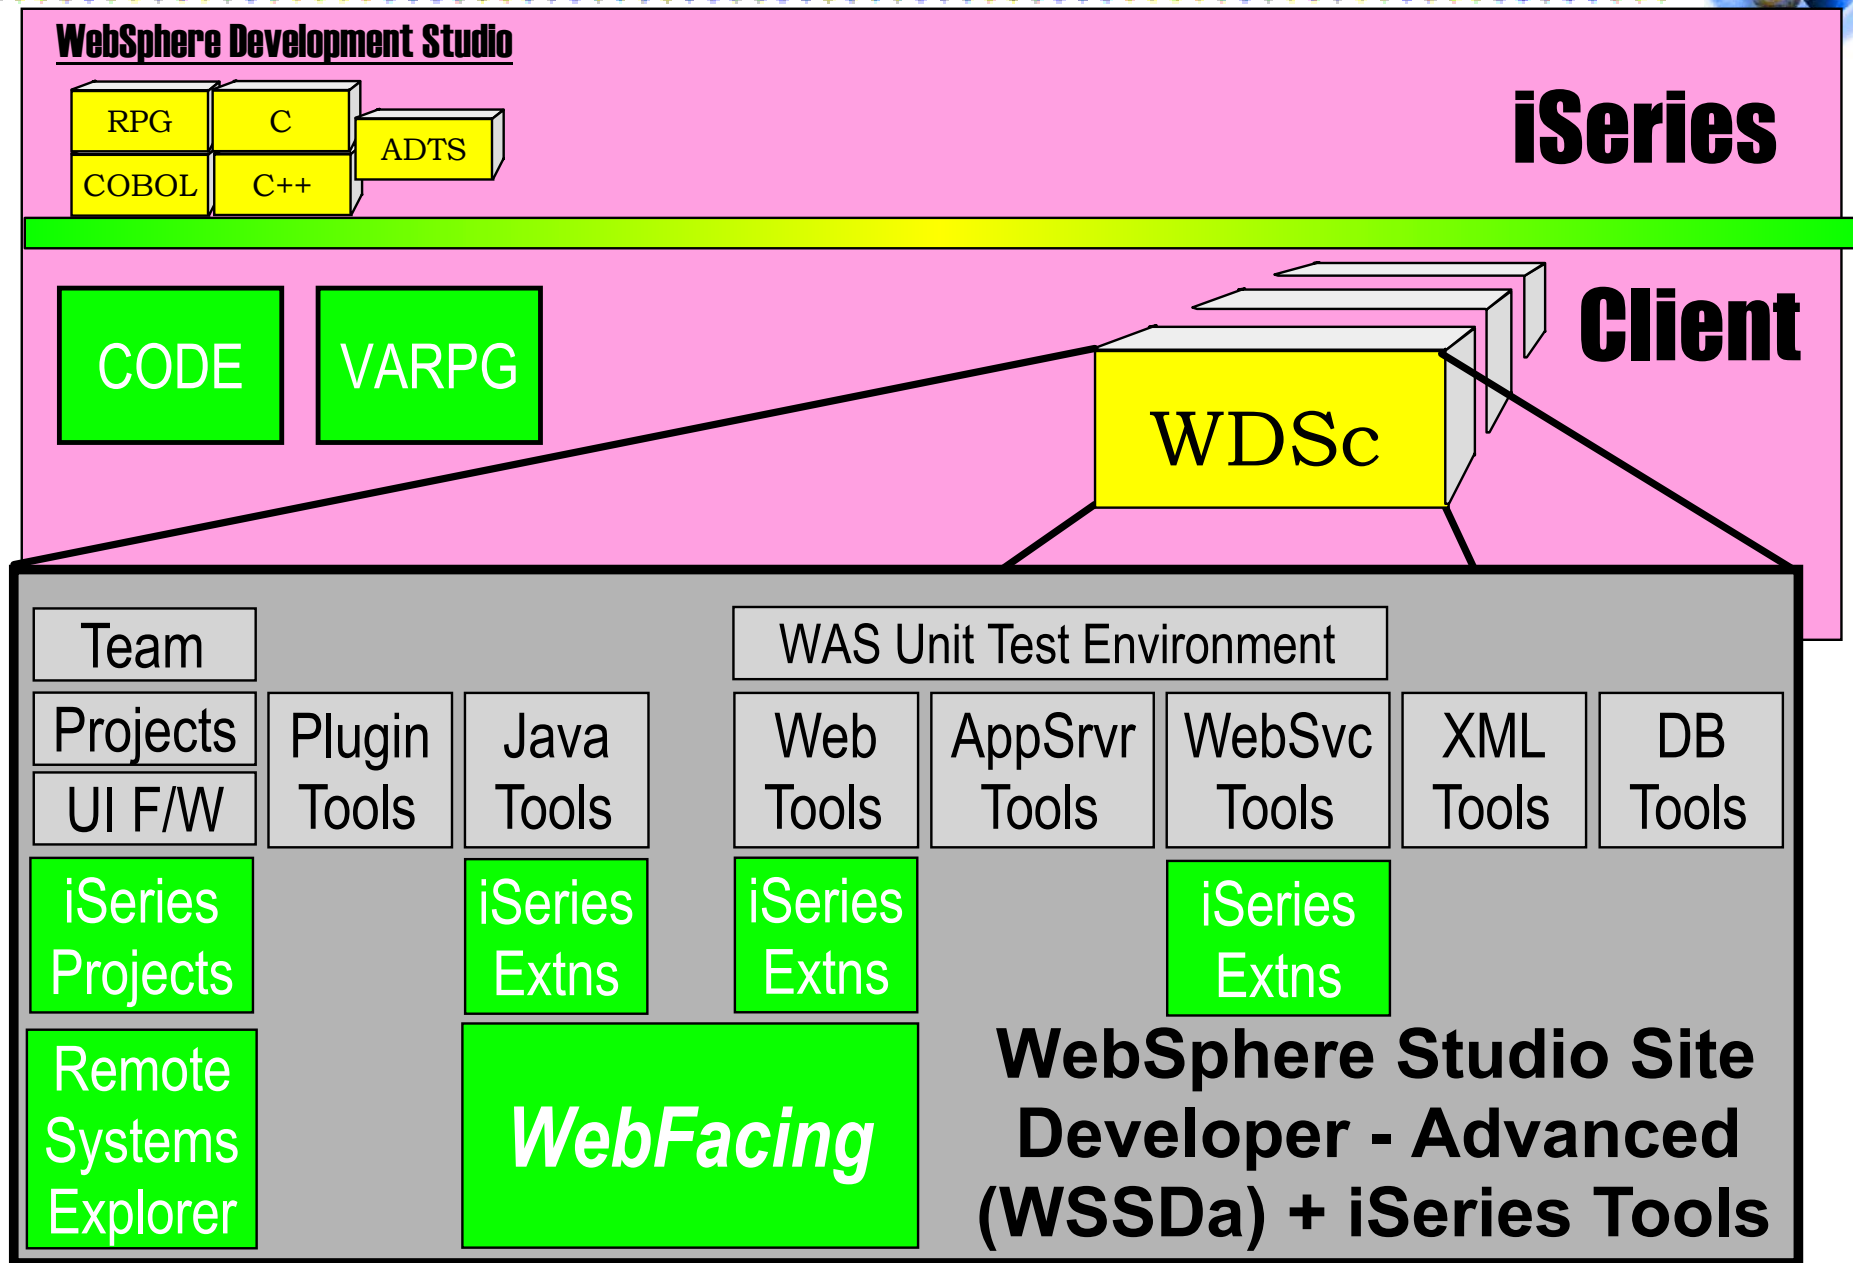 WebSphere Development Studio
RPG
C
ADTS
COBOL
C++
iSeries
Client
CODE
VARPG
WDSc
Team
WAS Unit Test Environment
Projects
UI F/W
Plugin
Tools
Java
Tools
Web
Tools
AppSrvr
Tools
WebSvc
Tools
XML
Tools
DB
Tools
iSeries
Projects
iSeries
Extns
iSeries
Extns
iSeries
Extns
Remote
Systems
Explorer
WebFacing
WebSphere Studio Site
Developer - Advanced
(WSSDa) + iSeries Tools